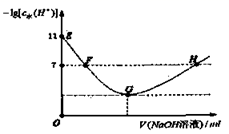 -lg[c水(H⁺)]
11 E
7 F H
G
O V(NaOH溶液)/ml